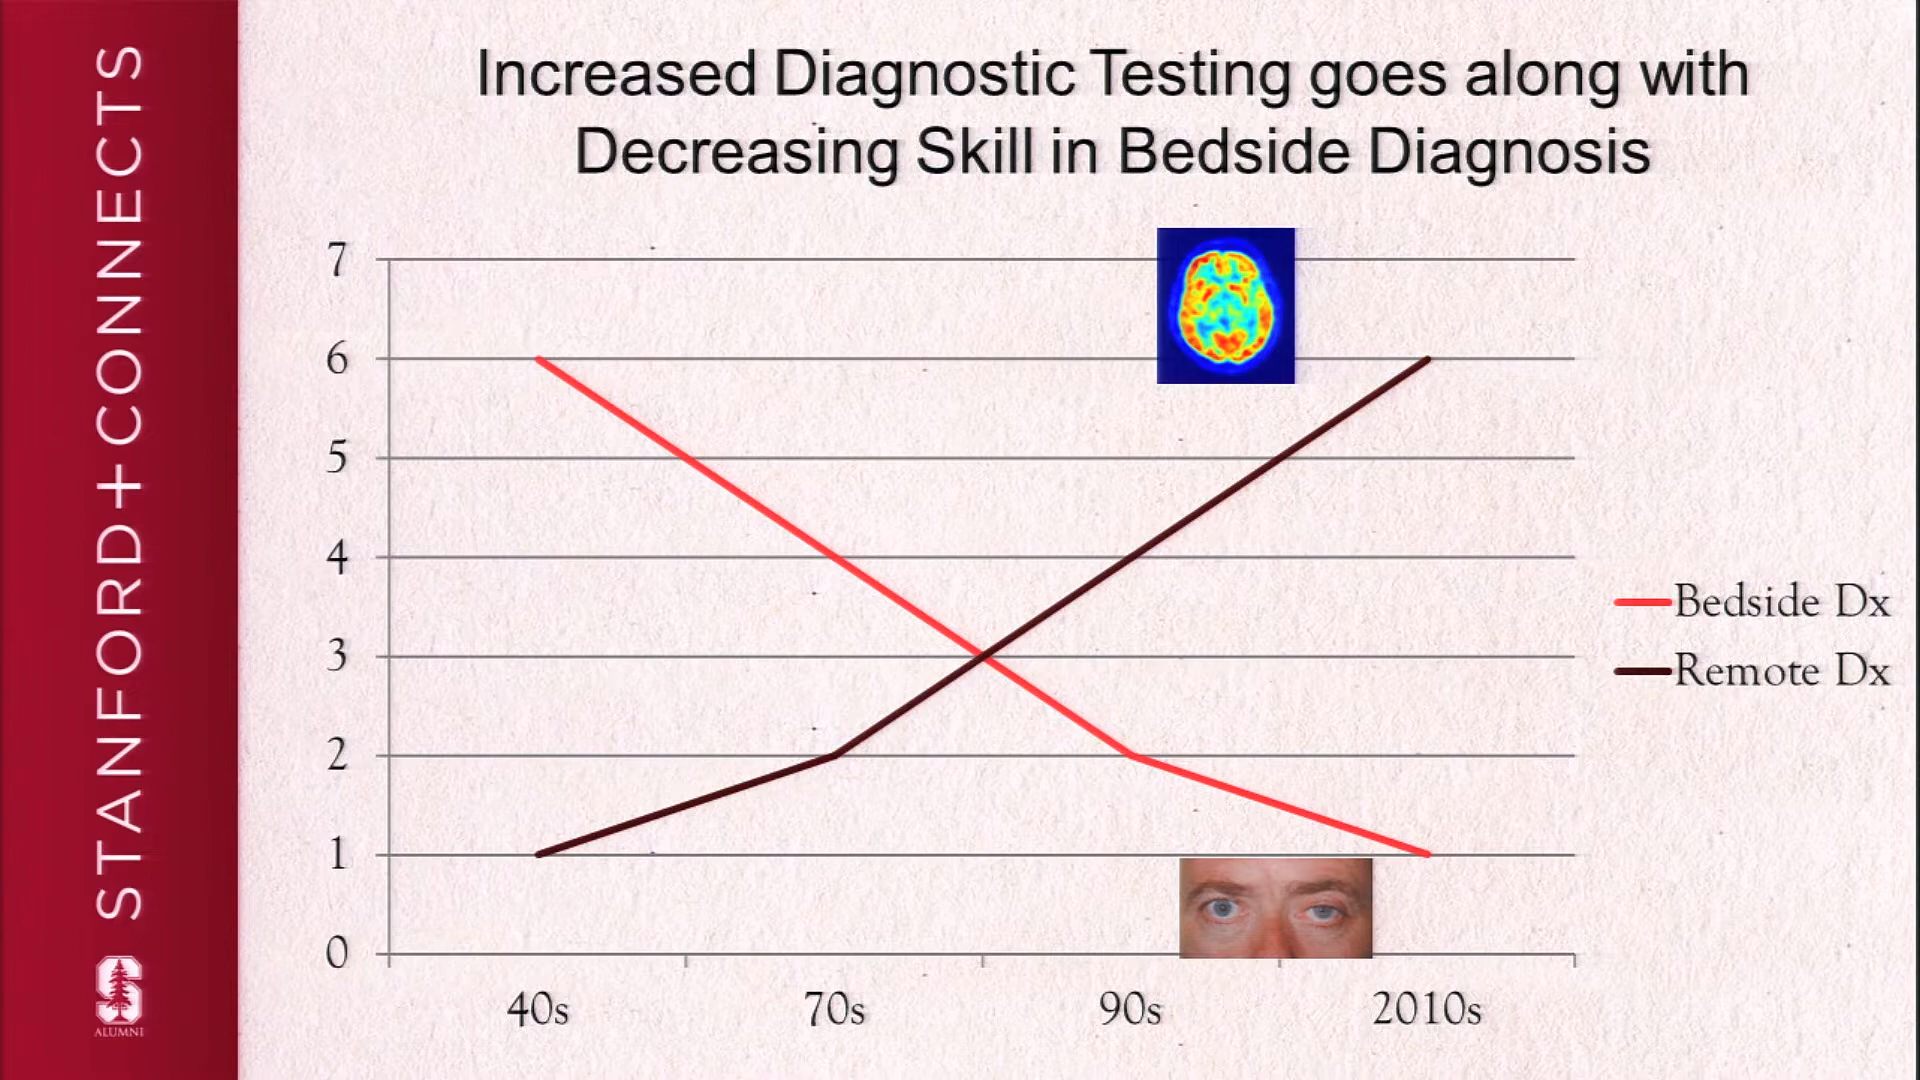 STANFORD+CONNECTS
ALUMNI
Increased Diagnostic Testing goes along with
Decreasing Skill in Bedside Diagnosis
7
6
5
4
3
2
1
0
40s 70s 90s 2010s
Bedside Dx
Remote Dx